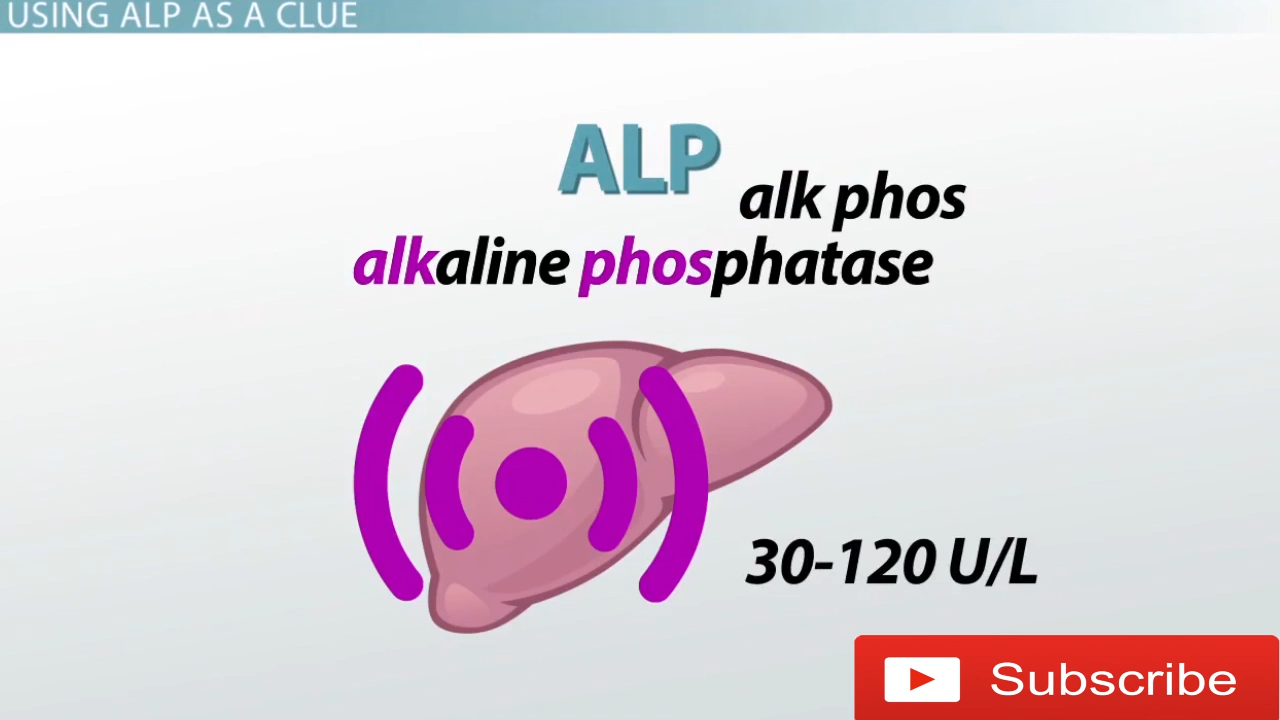 USING ALP AS A CLUE
ALP
alk phos
alkaline phosphatase
30-120 U/L
Subscribe